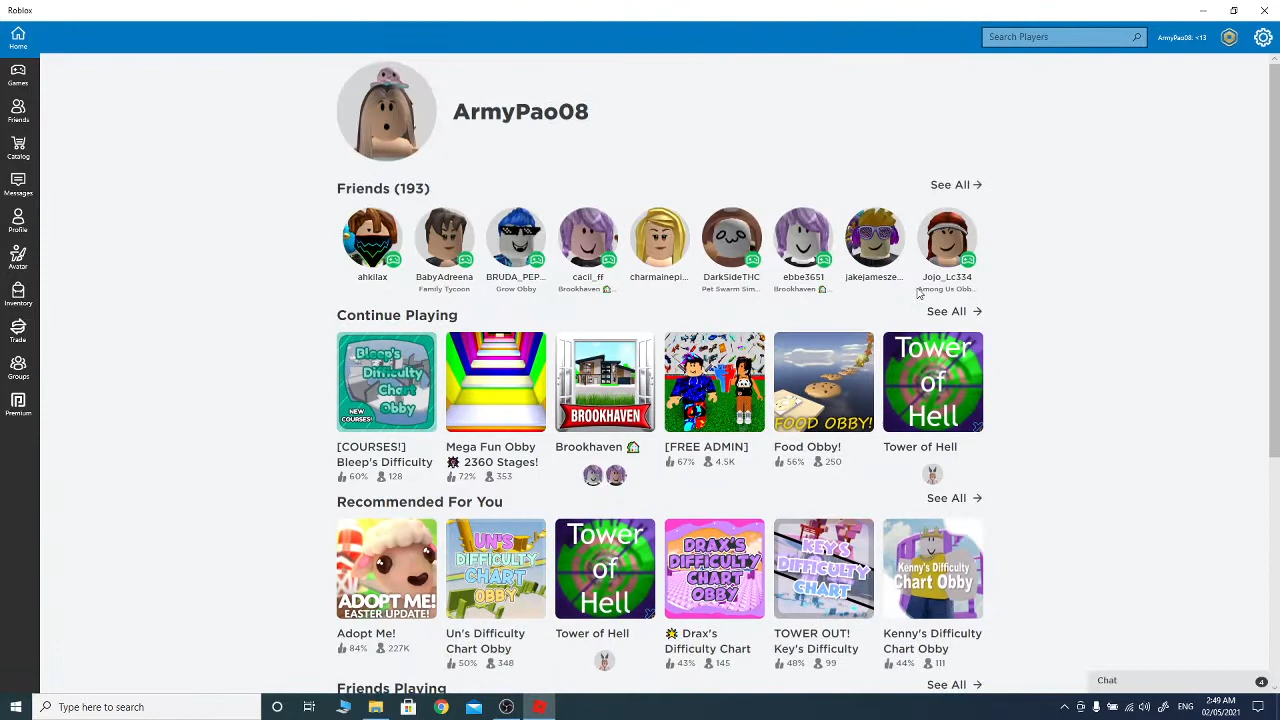 Roblox
Home
Search Players
ArmyPao08: <13
Games
Friends
Catalog
Messages
Profile
Avatar
Inventory
Trade
Groups
Premium
ArmyPao08
Friends (193)
See All
ahkilax
BabyAdreena
BRUDA_PEP...
cacil_ff
charmainepi...
DarkSideTHC
ebbe3651
jakejamesze...
Jojo_Lc334
Family Tycoon
Grow Obby
Brookhaven 🏡...
Pet Swarm Sim...
Brookhaven 🏡...
Among Us Obb...
Continue Playing
See All
Bleep's
Difficulty
Chart
Obby
NEW
COURSES!
BROOKHAVEN
FOOD OBBY!
Tower
of
Hell
[COURSES!]
Bleep's Difficulty
60% 128
Mega Fun Obby
2360 Stages!
72% 353
Brookhaven 🏡
[FREE ADMIN]
67% 4.5K
Food Obby!
56% 250
Tower of Hell
Recommended For You
See All
ADOPT ME!
EASTER UPDATE!
UN'S
DIFFICULTY
CHART
OBBY
Tower
of
Hell
DRAX'S
DIFFICULTY
CHART
OBBY
KEY'S
DIFFICULTY
CHART
Kenny's Difficulty
Chart Obby
Adopt Me!
84% 227K
Un's Difficulty
Chart Obby
50% 348
Tower of Hell
💥 Drax's
Difficulty Chart
43% 145
TOWER OUT!
Key's Difficulty
48% 99
Kenny's Difficulty
Chart Obby
44% 111
Friends Playing
See All
Chat
4
Type here to search
2:49 AM
02/05/2021